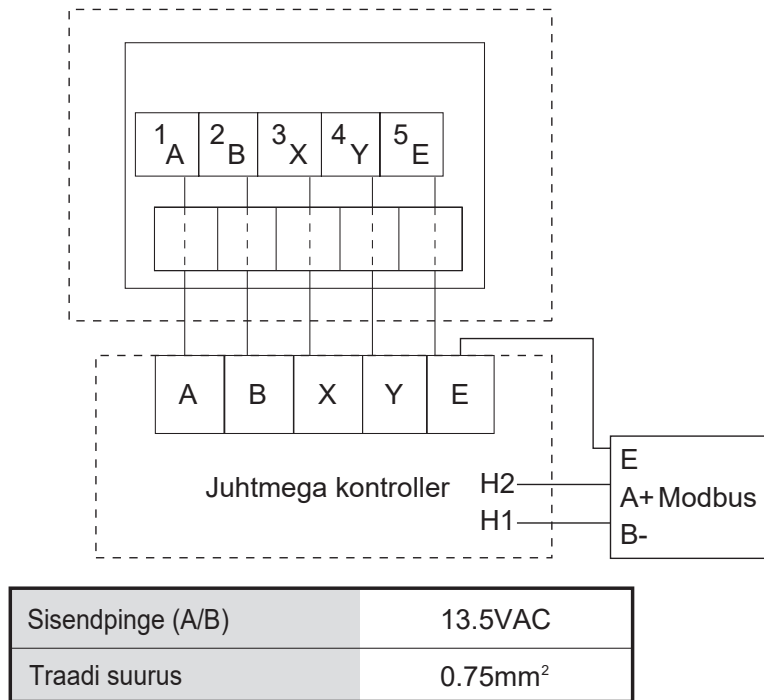 1A 2B 3X 4Y 5E
A B X Y E
Juhtmega kontroller
H2
H1
E
A+ Modbus
B-
Sisendpinge (A/B) 13.5VAC
Traadi suurus 0.75mm²